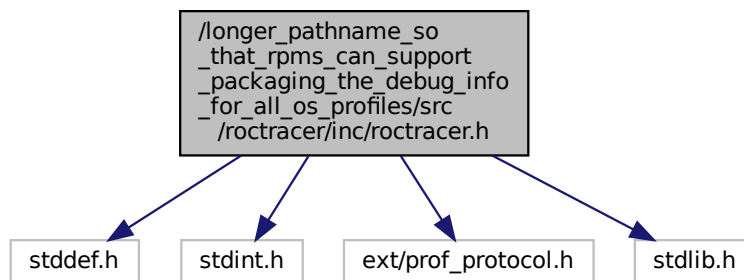 /longer_pathname_so
_that_rpms_can_support
_packaging_the_debug_info
_for_all_os_profiles/src
/roctracer/inc/roctracer.h
stddef.h
stdint.h
ext/prof_protocol.h
stdlib.h